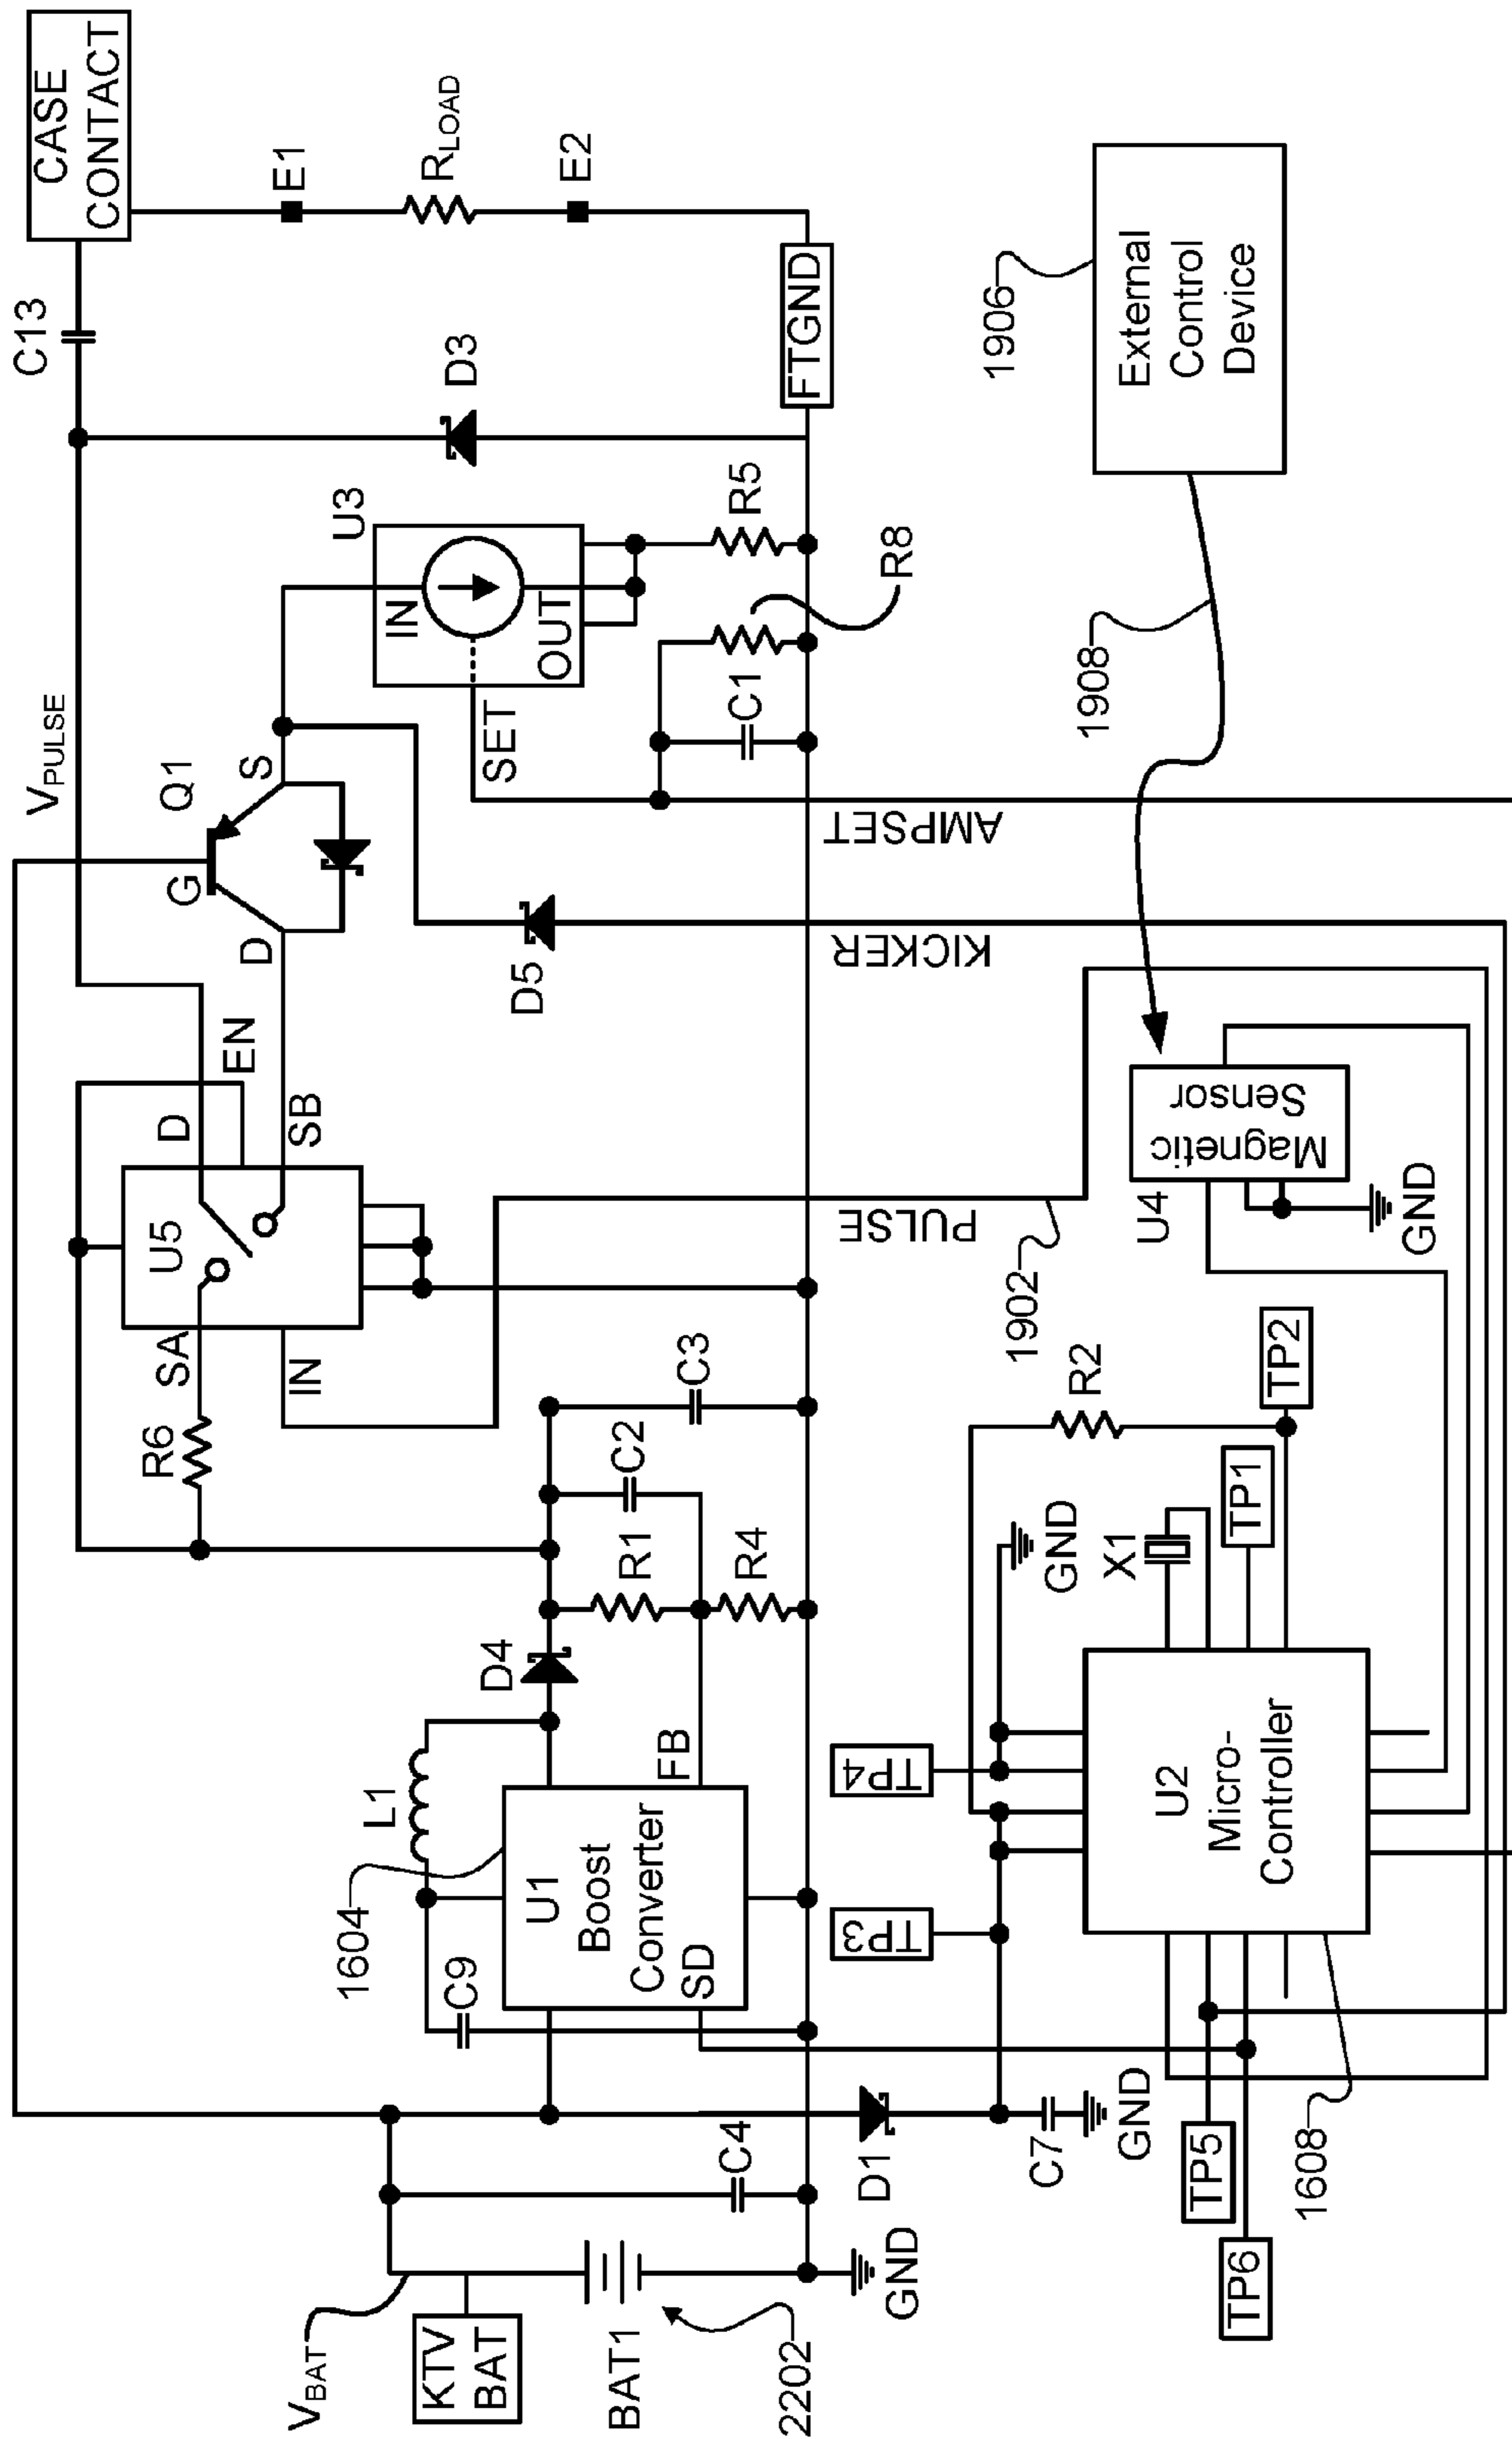 CASE
CONTACT
C13
E1
R_LOAD
E2
V_PULSE
D3
FTGND
Q1
G
S
D
U3
IN
SET
OUT
R5
R8
C1
AMPSET
D5
KICKER
1906
External
Control
Device
1908
EN
D
SB
U5
SA
IN
R6
PULSE
1902
U4
Magnetic
Sensor
GND
C3
C2
R1
R4
D4
L1
1604
U1
Boost
Converter
FB
SD
C9
R2
TP2
TP1
X1
GND
TP4
TP3
U2
Micro-
Controller
1608
V_BAT
KTV
BAT
BAT1
2202
C4
GND
D1
C7
GND
TP5
TP6